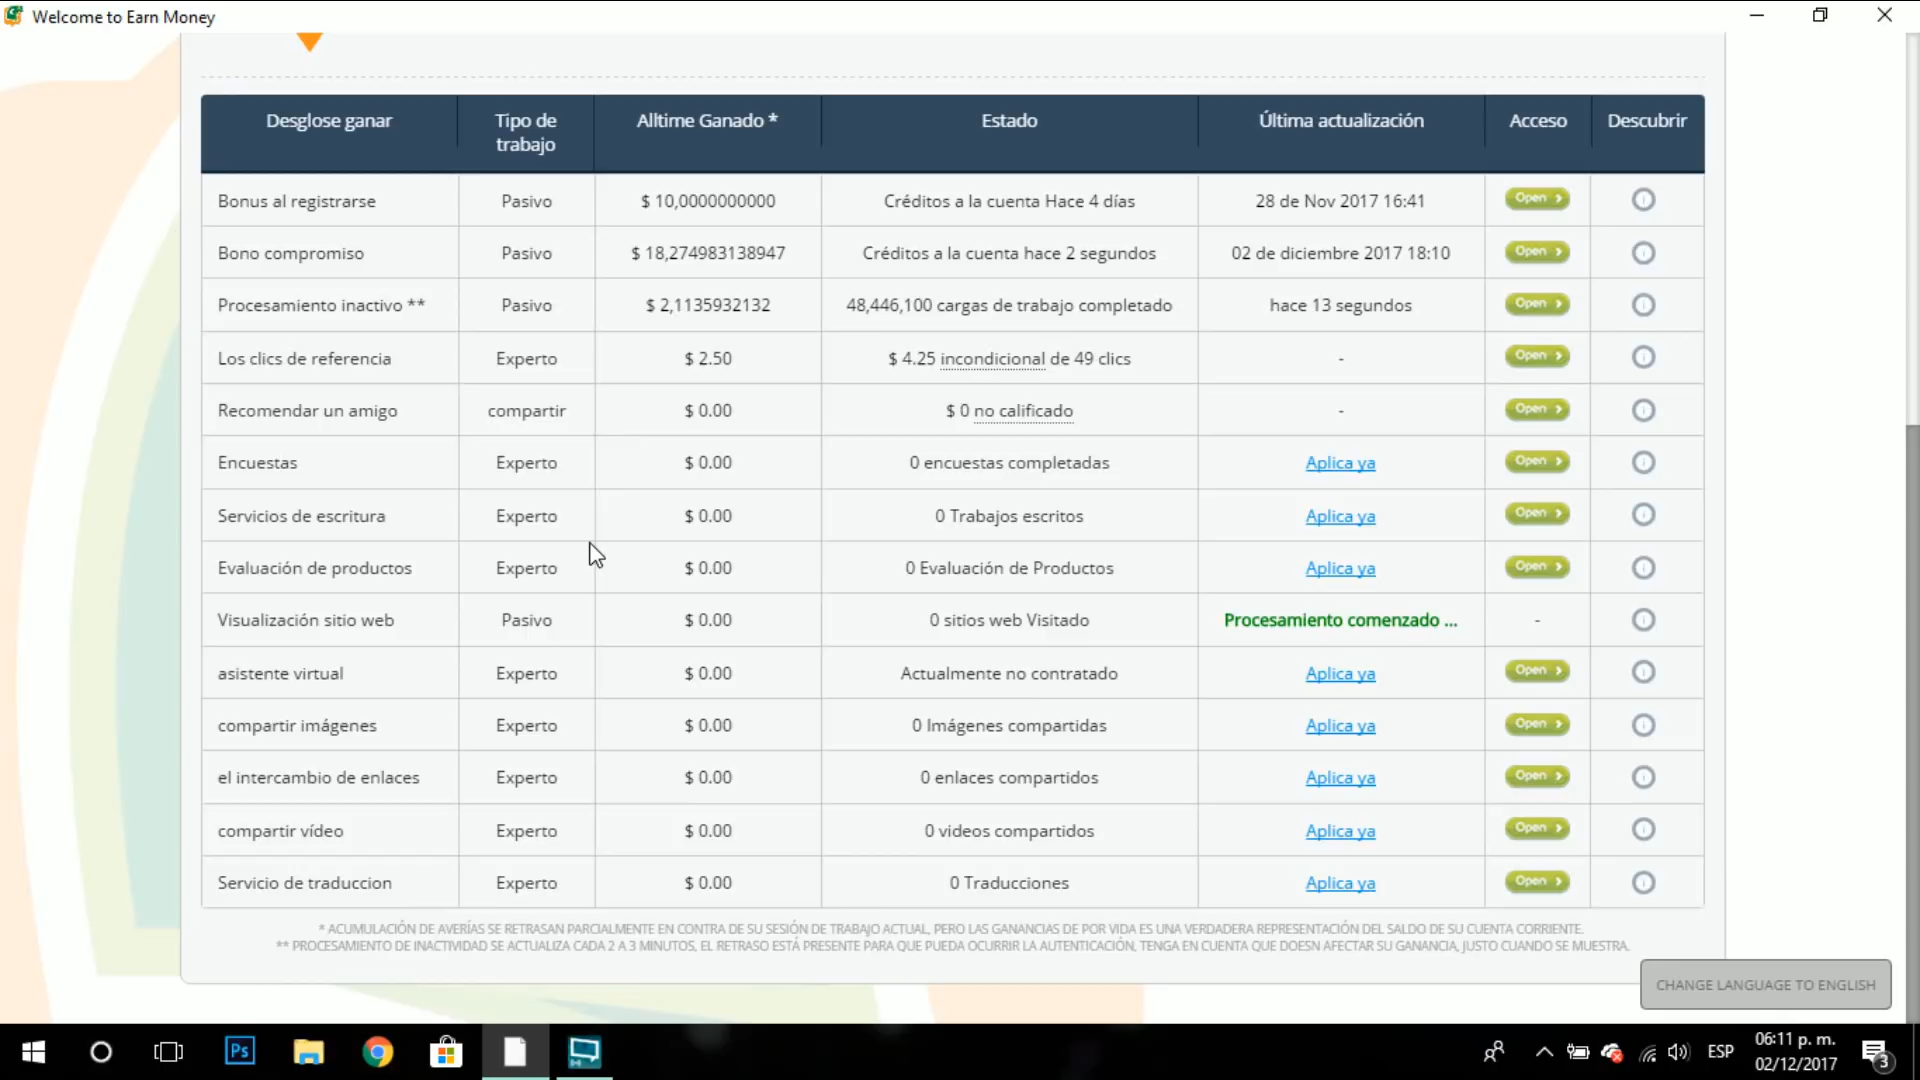 Welcome to Earn Money
Desglose ganar Tipo de trabajo Alltime Ganado * Estado Última actualización Acceso Descubrir
Bonus al registrarse Pasivo $ 10,0000000000 Créditos a la cuenta Hace 4 días 28 de Nov 2017 16:41 Open
Bono compromiso Pasivo $ 18,274983138947 Créditos a la cuenta hace 2 segundos 02 de diciembre 2017 18:10 Open
Procesamiento inactivo ** Pasivo $ 2,1135932132 48,446,100 cargas de trabajo completado hace 13 segundos Open
Los clics de referencia Experto $ 2.50 $ 4.25 incondicional de 49 clics - Open
Recomendar un amigo compartir $ 0.00 $ 0 no calificado - Open
Encuestas Experto $ 0.00 0 encuestas completadas Aplica ya Open
Servicios de escritura Experto $ 0.00 0 Trabajos escritos Aplica ya Open
Evaluación de productos Experto $ 0.00 0 Evaluación de Productos Aplica ya Open
Visualización sitio web Pasivo $ 0.00 0 sitios web Visitado Procesamiento comenzado ... -
asistente virtual Experto $ 0.00 Actualmente no contratado Aplica ya Open
compartir imágenes Experto $ 0.00 0 Imágenes compartidas Aplica ya Open
el intercambio de enlaces Experto $ 0.00 0 enlaces compartidos Aplica ya Open
compartir vídeo Experto $ 0.00 0 videos compartidos Aplica ya Open
Servicio de traduccion Experto $ 0.00 0 Traducciones Aplica ya Open
* ACUMULACIÓN DE AVERÍAS SE RETRASAN PARCIALMENTE EN CONTRA DE SU SESIÓN DE TRABAJO ACTUAL, PERO LAS GANANCIAS DE POR VIDA ES UNA VERDADERA REPRESENTACIÓN DEL SALDO DE SU CUENTA CORRIENTE.
** PROCESAMIENTO DE INACTIVIDAD SE ACTUALIZA CADA 2 A 3 MINUTOS, EL RETRASO ESTÁ PRESENTE PARA QUE PUEDA OCURRIR LA AUTENTICACIÓN, TENGA EN CUENTA QUE DOESN AFECTAR SU GANANCIA, JUSTO CUANDO SE MUESTRA.
CHANGE LANGUAGE TO ENGLISH
Ps ESP 06:11 p. m.
02/12/2017 3